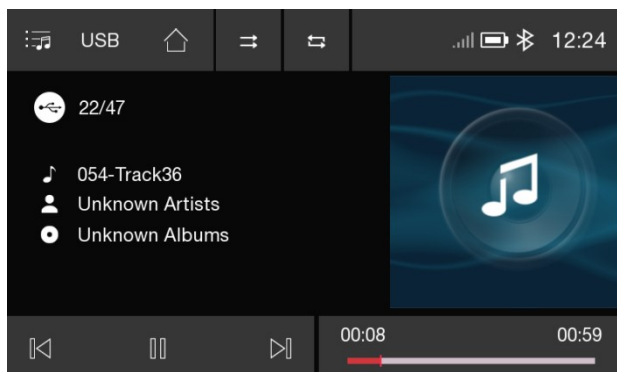 USB
12:24
22/47
054-Track36
Unknown Artists
Unknown Albums
00:08 00:59